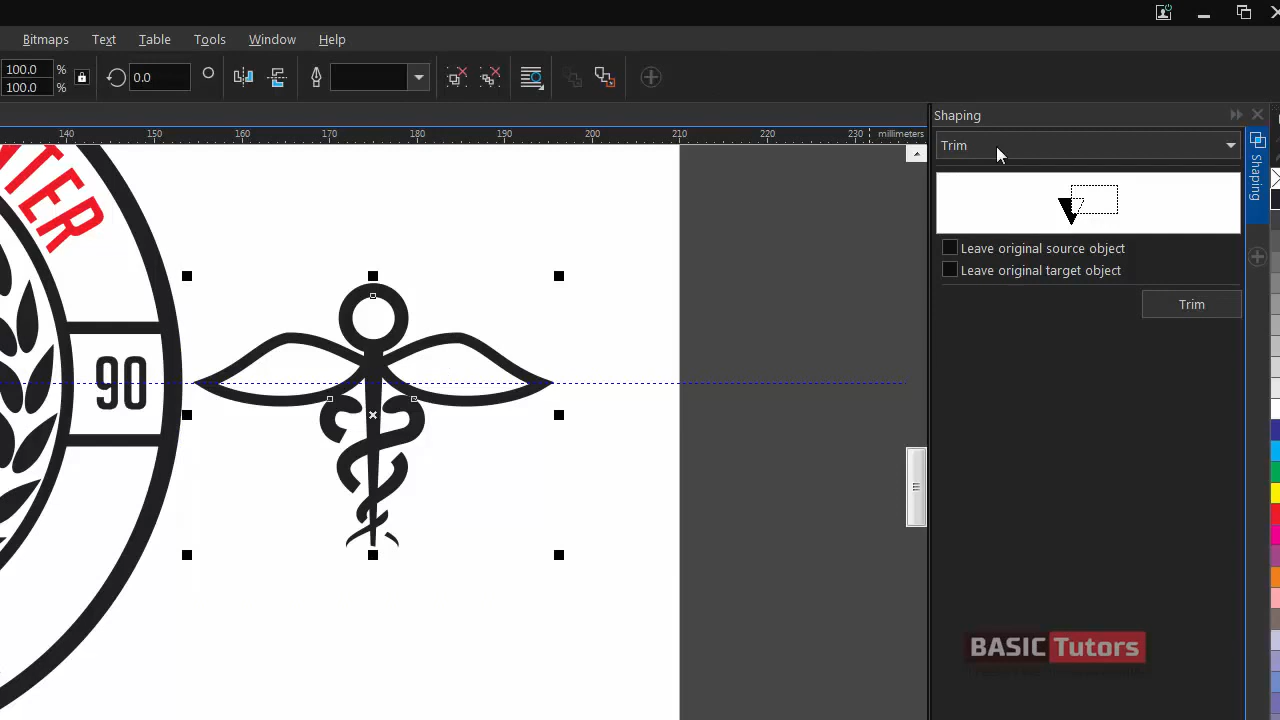 Bitmaps Text Table Tools Window Help
100.0 %
100.0 %
0.0
Shaping
140 150 160 170 180 190 200 210 220 230 millimeters
Trim
Shaping
Leave original source object
Leave original target object
Trim
90
BASIC Tutors